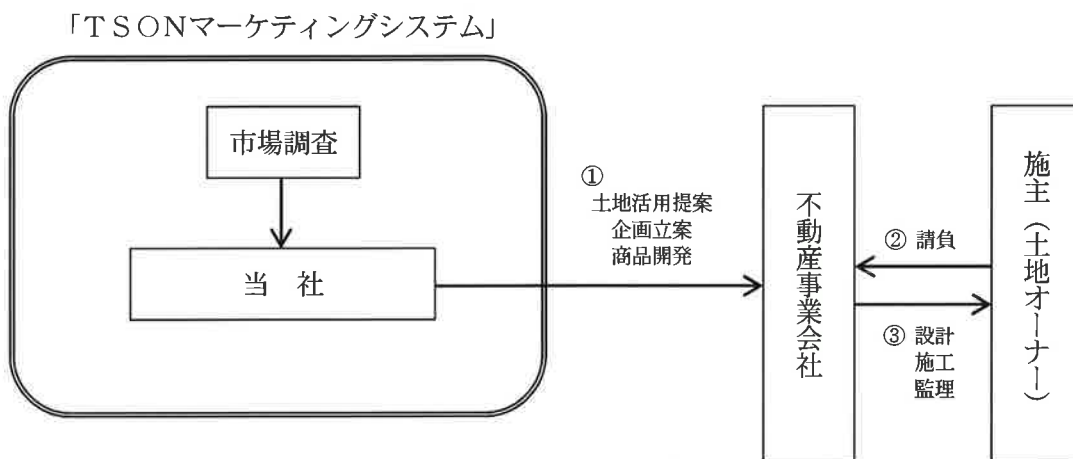 「TSONマーケティングシステム」
市場調査
当 社
①
土地活用提案
企画立案
商品開発
不動産事業会社
② 請負
③ 設計
施工
監理
施主（土地オーナー）